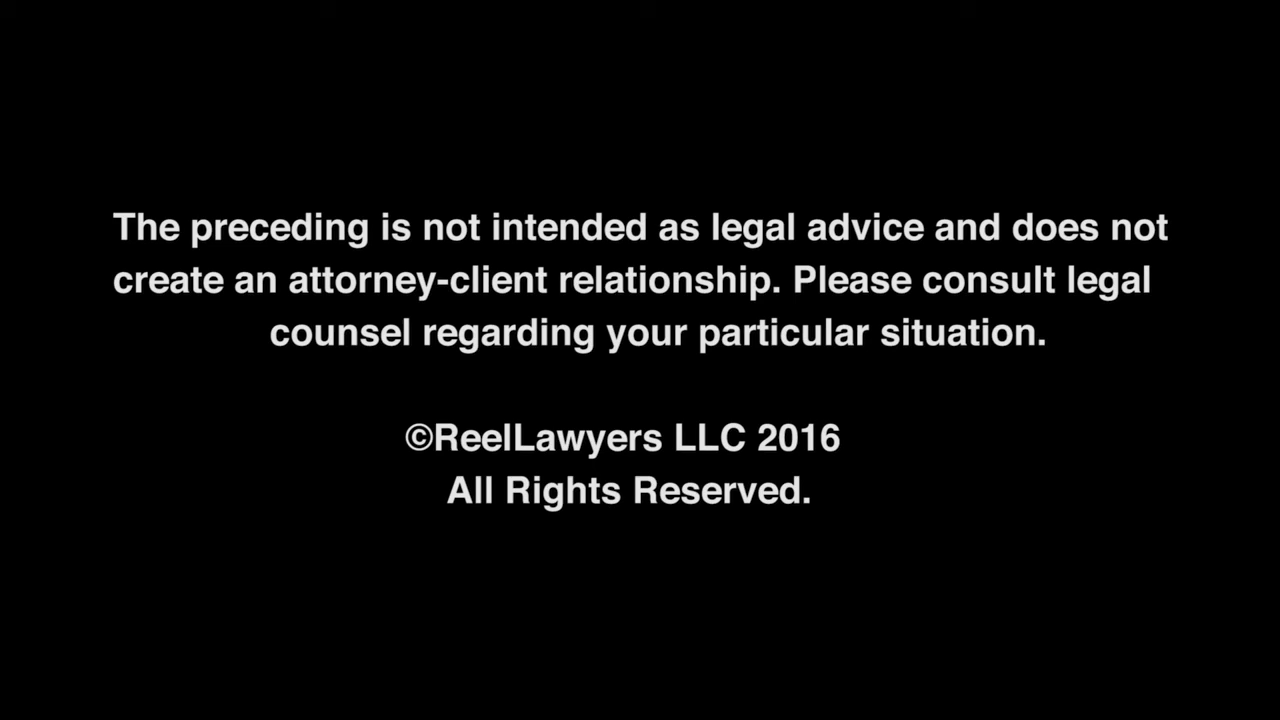 The preceding is not intended as legal advice and does not
create an attorney-client relationship. Please consult legal
counsel regarding your particular situation.
©ReelLawyers LLC 2016
All Rights Reserved.